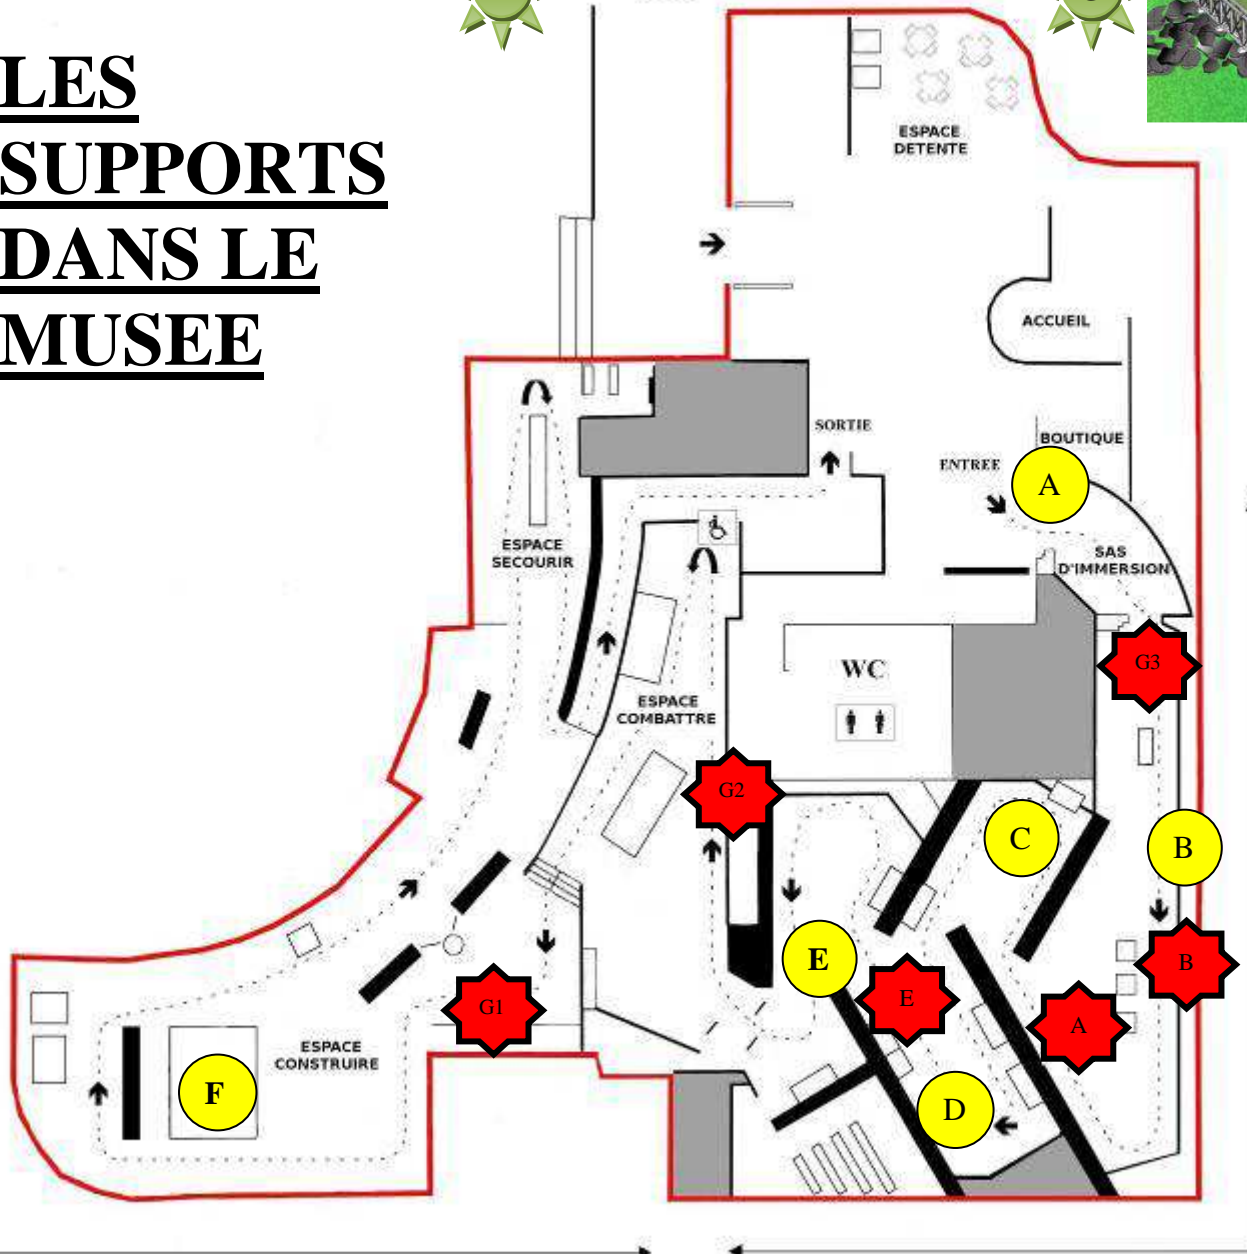 LES
SUPPORTS
DANS LE
MUSEE
ESPACE
DETENTE
ACCUEIL
SORTIE
BOUTIQUE
ENTREE
A
ESPACE
SECOURIR
SAS
D'IMMERSION
G3
WC
ESPACE
COMBATTRE
G2
C
B
E
B
E
G1
A
ESPACE
CONSTRUIRE
F
D